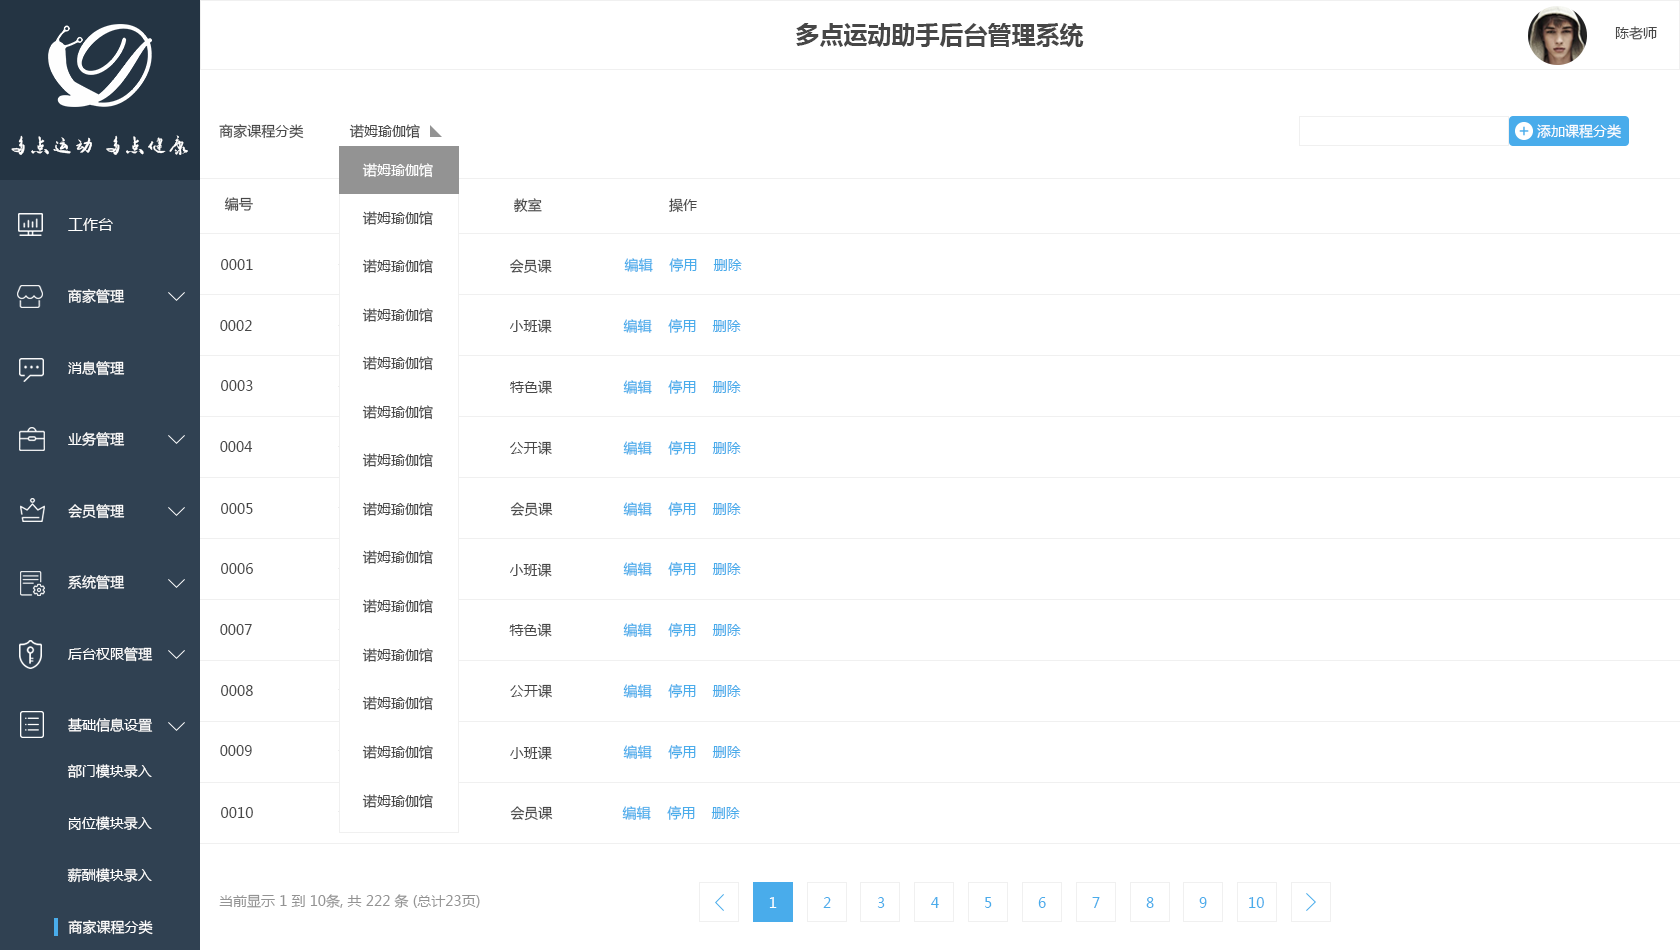 多点运动 多点健康
工作台
商家管理
消息管理
业务管理
会员管理
系统管理
后台权限管理
基础信息设置
部门模块录入
岗位模块录入
薪酬模块录入
商家课程分类
多点运动助手后台管理系统
陈老师
商家课程分类 诺姆瑜伽馆
添加课程分类
诺姆瑜伽馆
诺姆瑜伽馆
诺姆瑜伽馆
诺姆瑜伽馆
诺姆瑜伽馆
诺姆瑜伽馆
诺姆瑜伽馆
诺姆瑜伽馆
诺姆瑜伽馆
诺姆瑜伽馆
诺姆瑜伽馆
诺姆瑜伽馆
诺姆瑜伽馆
诺姆瑜伽馆
编号 教室 操作
0001 会员课 编辑 停用 删除
0002 小班课 编辑 停用 删除
0003 特色课 编辑 停用 删除
0004 公开课 编辑 停用 删除
0005 会员课 编辑 停用 删除
0006 小班课 编辑 停用 删除
0007 特色课 编辑 停用 删除
0008 公开课 编辑 停用 删除
0009 小班课 编辑 停用 删除
0010 会员课 编辑 停用 删除
当前显示 1 到 10条, 共 222 条 (总计23页)
1 2 3 4 5 6 7 8 9 10